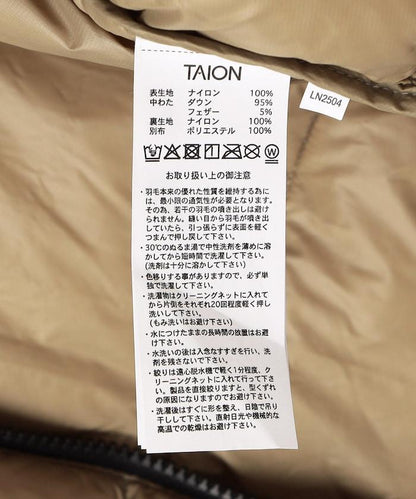 TAION
表生地 ナイロン 100%
中わた ダウン 95%
フェザー 5%
裏生地 ナイロン 100%
別布 ポリエステル 100%
LN2504
お取り扱い上の御注意
・羽毛本来の優れた性質を維持する為に
は、最小限の通気性が必要となります。
その為、若干の羽毛の噴き出しは避け
られません。縫い目から羽毛が噴き出
していたら、引っ張らずに表面を軽く
つまんで押し戻して下さい。
・30℃のぬるま湯で中性洗剤を薄めに溶
かしてから短時間で洗濯して下さい。
(洗剤は十分に溶かして下さい)
・色移りする事がありますので、必ず単
独で洗濯して下さい。
・洗濯物はクリーニングネットに入れて
から片側をそれぞれ20回程度軽く押し
洗いして下さい。
(もみ洗いはお避け下さい)
・水につけたままの長時間の放置はお避
け下さい。
・水洗いの後は入念なすすぎを行い、洗
剤を残さないで下さい。
・絞りは遠心脱水機で軽く1分程度、ク
リーニングネットに入れて行って下さ
い。製品を直接絞りますと、型くずれ
の原因になりますのでお避け下さい。
・洗濯後はすぐに形を整え、日陰で吊り
干しして下さい。直射日光や機械的な
高温での乾燥はお避け下さい。